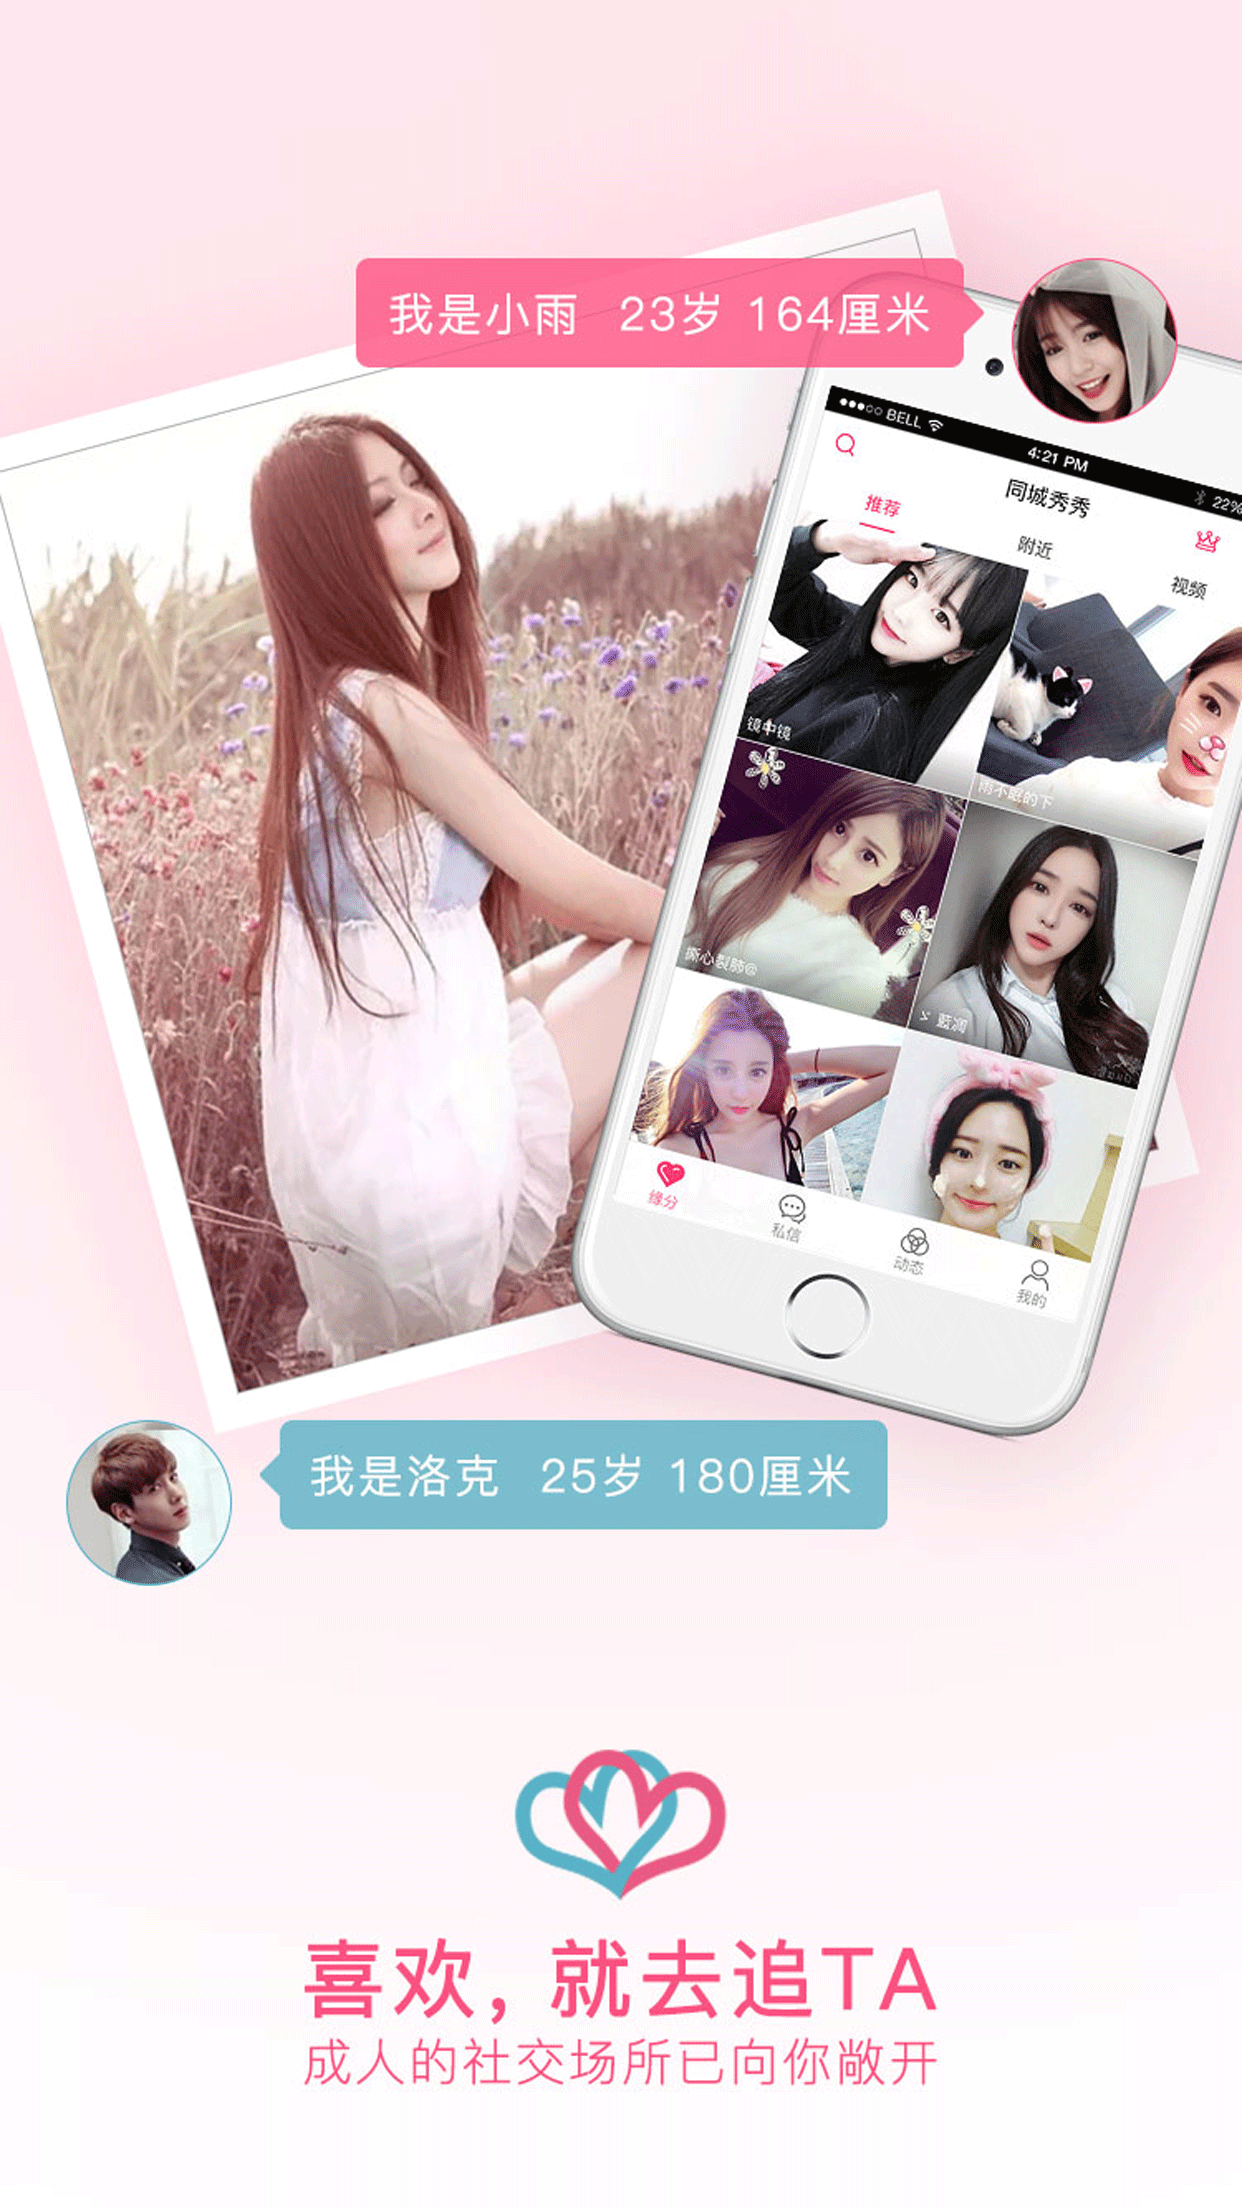 我是小雨 23岁 164厘米
BELL 4:21 PM 22%
同城秀秀
推荐 附近 视频
镜中镜
雨不眠的下
撕心裂肺@
藍润
缘分 私信 动态 我的
我是洛克 25岁 180厘米
喜欢，就去追TA
成人的社交场所已向你敞开